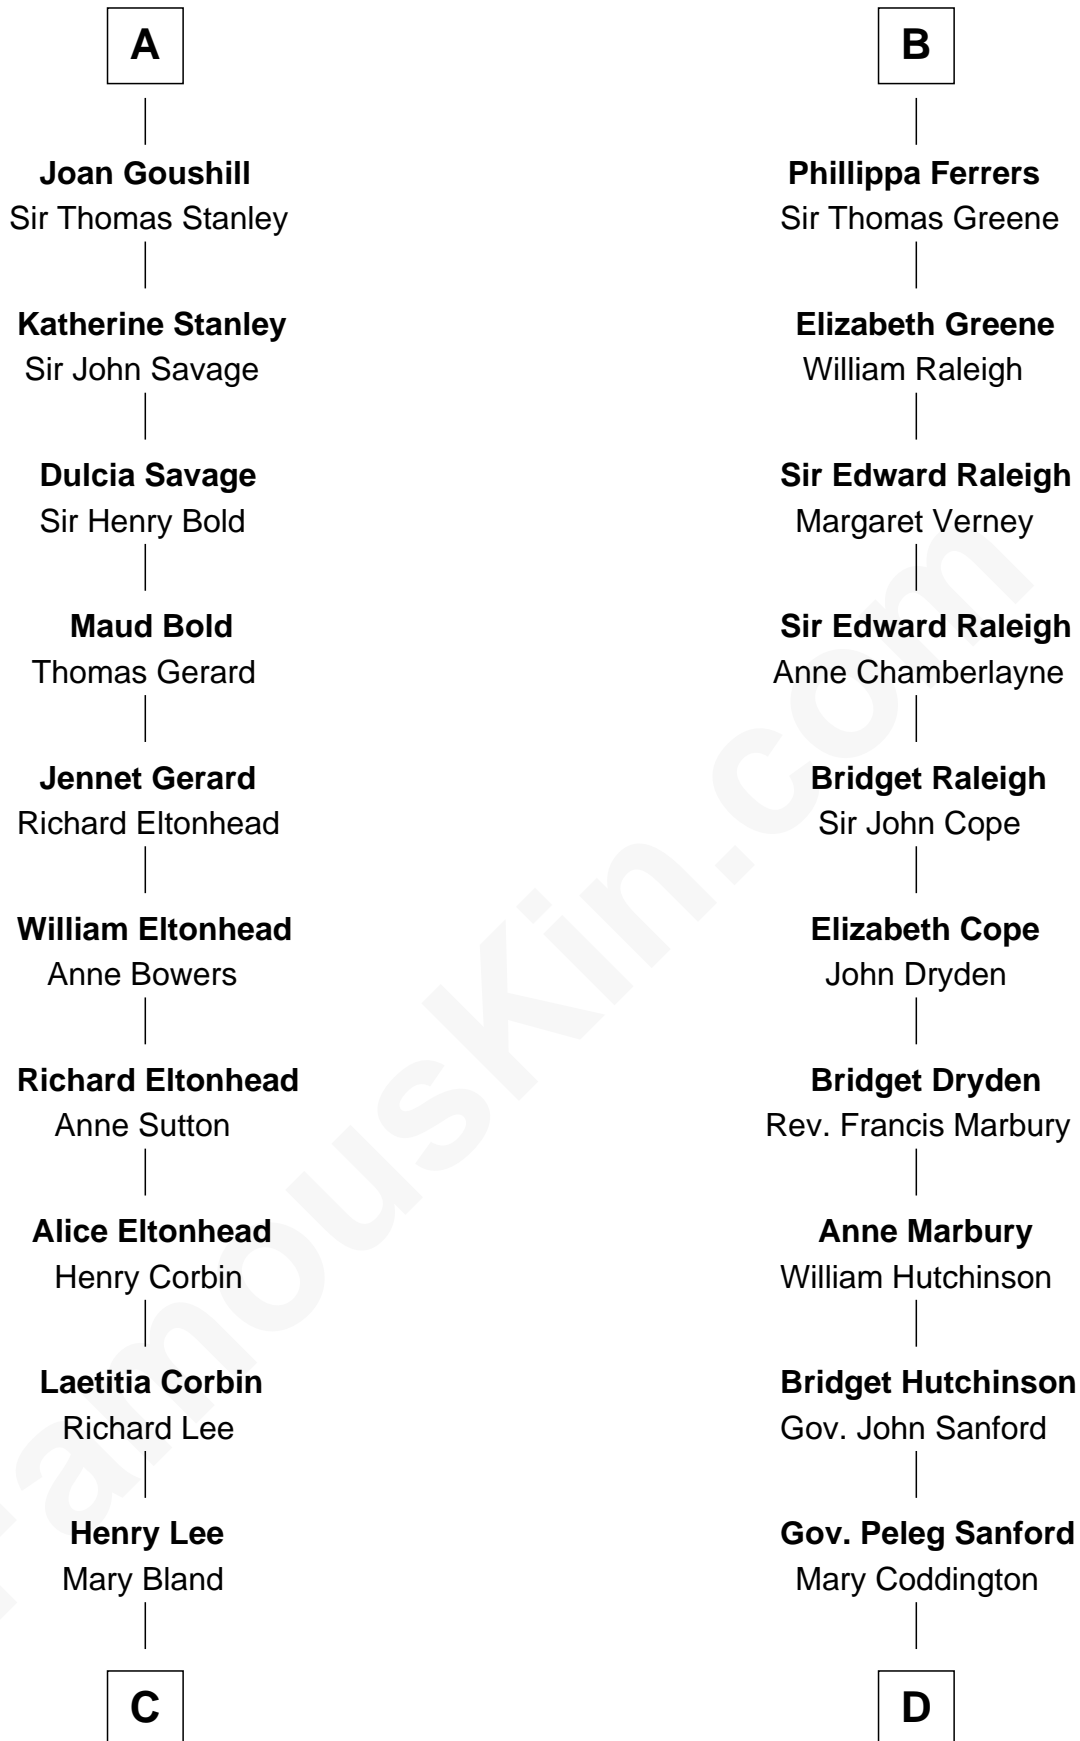 A
Joan Goushill
Sir Thomas Stanley
Katherine Stanley
Sir John Savage
Dulcia Savage
Sir Henry Bold
Maud Bold
Thomas Gerard
Jennet Gerard
Richard Eltonhead
William Eltonhead
Anne Bowers
Richard Eltonhead
Anne Sutton
Alice Eltonhead
Henry Corbin
Laetitia Corbin
Richard Lee
Henry Lee
Mary Bland
C
B
Phillippa Ferrers
Sir Thomas Greene
Elizabeth Greene
William Raleigh
Sir Edward Raleigh
Margaret Verney
Sir Edward Raleigh
Anne Chamberlayne
Bridget Raleigh
Sir John Cope
Elizabeth Cope
John Dryden
Bridget Dryden
Rev. Francis Marbury
Anne Marbury
William Hutchinson
Bridget Hutchinson
Gov. John Sanford
Gov. Peleg Sanford
Mary Coddington
D
FamousKin.com